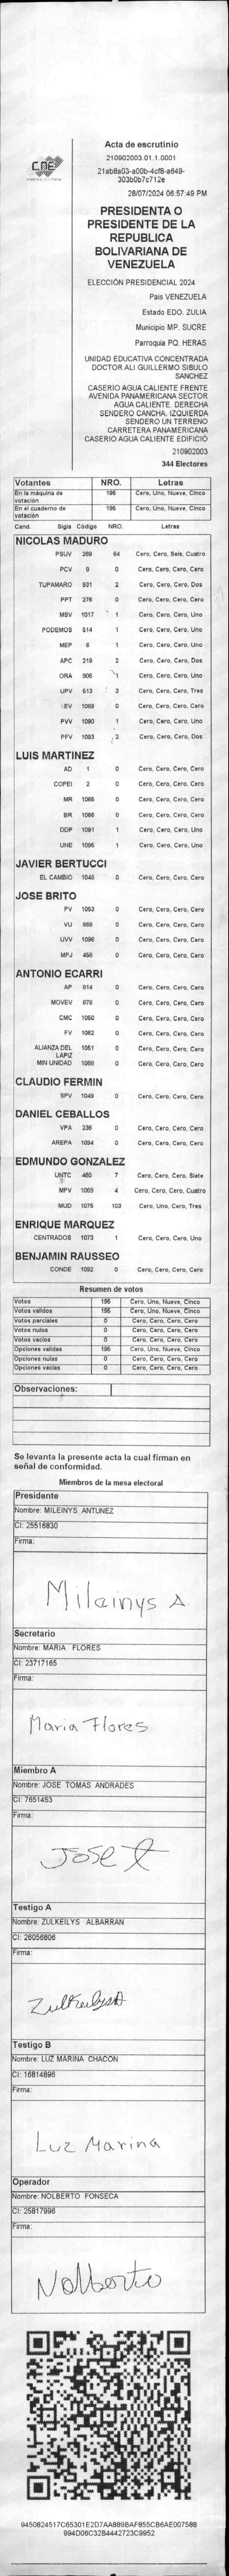 CNE
Acta de escrutinio
210902003.01.1.0001
21ab8a03-a00b-4cf8-a649-
303b0b7c712e
28/07/2024 06:57:49 PM
PRESIDENTA O
PRESIDENTE DE LA
REPUBLICA
BOLIVARIANA DE
VENEZUELA
ELECCIÓN PRESIDENCIAL 2024
Pais VENEZUELA
Estado EDO. ZULIA
Municipio MP. SUCRE
Parroquia PQ. HERAS
UNIDAD EDUCATIVA CONCENTRADA
DOCTOR ALI GUILLERMO SIBULO
SANCHEZ
CASERÍO AGUA CALIENTE FRENTE
AVENIDA PANAMERICANA SECTOR
AGUA CALIENTE. DERECHA
SENDERO CANCHA. IZQUIERDA
SENDERO UN TERRENO
CARRETERA PANAMERICANA
CASERIO AGUA CALIENTE EDIFICIO
210902003
344 Electores
Votantes NRO. Letras
En la máquina de votación 195 Cero, Uno, Nueve, Cinco
En el cuaderno de votación 195 Cero, Uno, Nueve, Cinco
Cand. Sigla Código NRO. Letras
NICOLAS MADURO
PSUV 269 64 Cero, Cero, Seis, Cuatro
PCV 9 0 Cero, Cero, Cero, Cero
TUPAMARO 931 2 Cero, Cero, Cero, Dos
PPT 276 0 Cero, Cero, Cero, Cero
MSV 1017 1 Cero, Cero, Cero, Uno
PODEMOS 514 1 Cero, Cero, Cero, Uno
MEP 6 1 Cero, Cero, Cero, Uno
APC 219 2 Cero, Cero, Cero, Dos
ORA 906 1 Cero, Cero, Cero, Uno
UPV 513 3 Cero, Cero, Cero, Tres
EV 1089 0 Cero, Cero, Cero, Cero
PVV 1090 1 Cero, Cero, Cero, Uno
PFV 1093 2 Cero, Cero, Cero, Dos
LUIS MARTINEZ
AD 1 0 Cero, Cero, Cero, Cero
COPEI 2 0 Cero, Cero, Cero, Cero
MR 1065 0 Cero, Cero, Cero, Cero
BR 1066 0 Cero, Cero, Cero, Cero
DDP 1091 1 Cero, Cero, Cero, Uno
UNE 1095 1 Cero, Cero, Cero, Uno
JAVIER BERTUCCI
EL CAMBIO 1048 0 Cero, Cero, Cero, Cero
JOSE BRITO
PV 1053 0 Cero, Cero, Cero, Cero
VU 868 0 Cero, Cero, Cero, Cero
UVV 1096 0 Cero, Cero, Cero, Cero
MPJ 456 0 Cero, Cero, Cero, Cero
ANTONIO ECARRI
AP 814 0 Cero, Cero, Cero, Cero
MOVEV 878 0 Cero, Cero, Cero, Cero
CMC 1050 0 Cero, Cero, Cero, Cero
FV 1062 0 Cero, Cero, Cero, Cero
ALIANZA DEL LAPIZ 1051 0 Cero, Cero, Cero, Cero
MIN UNIDAD 1058 0 Cero, Cero, Cero, Cero
CLAUDIO FERMIN
SPV 1049 0 Cero, Cero, Cero, Cero
DANIEL CEBALLOS
VPA 236 0 Cero, Cero, Cero, Cero
AREPA 1094 0 Cero, Cero, Cero, Cero
EDMUNDO GONZALEZ
UNTC 460 7 Cero, Cero, Cero, Siete
MPV 1069 4 Cero, Cero, Cero, Cuatro
MUD 1075 103 Cero, Uno, Cero, Tres
ENRIQUE MARQUEZ
CENTRADOS 1073 1 Cero, Cero, Cero, Uno
BENJAMIN RAUSSEO
CONDE 1092 0 Cero, Cero, Cero, Cero
Resumen de votos
Votos 195 Cero, Uno, Nueve, Cinco
Votos validos 195 Cero, Uno, Nueve, Cinco
Votos parciales 0 Cero, Cero, Cero, Cero
Votos nulos 0 Cero, Cero, Cero, Cero
Votos vacios 0 Cero, Cero, Cero, Cero
Opciones validas 195 Cero, Uno, Nueve, Cinco
Opciones nulas 0 Cero, Cero, Cero, Cero
Opciones vacias 0 Cero, Cero, Cero, Cero
Observaciones:
Se levanta la presente acta la cual firman en
señal de conformidad.
Miembros de la mesa electoral
Presidente
Nombre: MILEINYS ANTUNEZ
CI: 25516830
Firma:
Mileinys A
Secretario
Nombre: MARIA FLORES
CI: 23717165
Firma:
Maria Flores
Miembro A
Nombre: JOSE TOMAS ANDRADES
CI: 7651453
Firma:
Jose T
Testigo A
Nombre: ZULKEILYS ALBARRAN
CI: 26056806
Firma:
Zulkeilys A
Testigo B
Nombre: LUZ MARINA CHACON
CI: 16814896
Firma:
Luz Marina
Operador
Nombre: NOLBERTO FONSECA
CI: 25817996
Firma:
Nolberto
9450824517C65301E2D7AA8898AF855CB6AE007588
994D06C32B4442723C9952